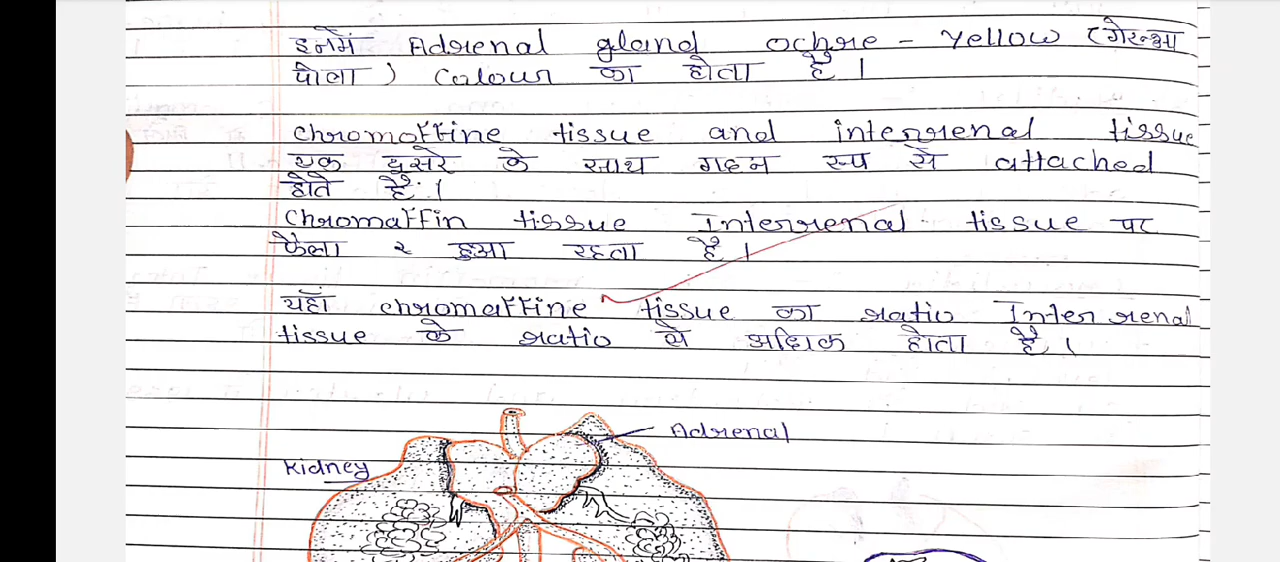 इनमें Adrenal gland ochre - yellow (गेरुआ
पीला) Colour का होता है ।
chromaffine tissue and interrenal tissue
एक दूसरे के साथ गहन रूप से attached
होते हैं ।
Chromaffin tissue Interrenal tissue पर
फैला २ हुआ रहता है ।
यहाँ chromaffine tissue का ratio Inter renal
tissue के ratio से अधिक होता है ।
Adrenal
Kidney